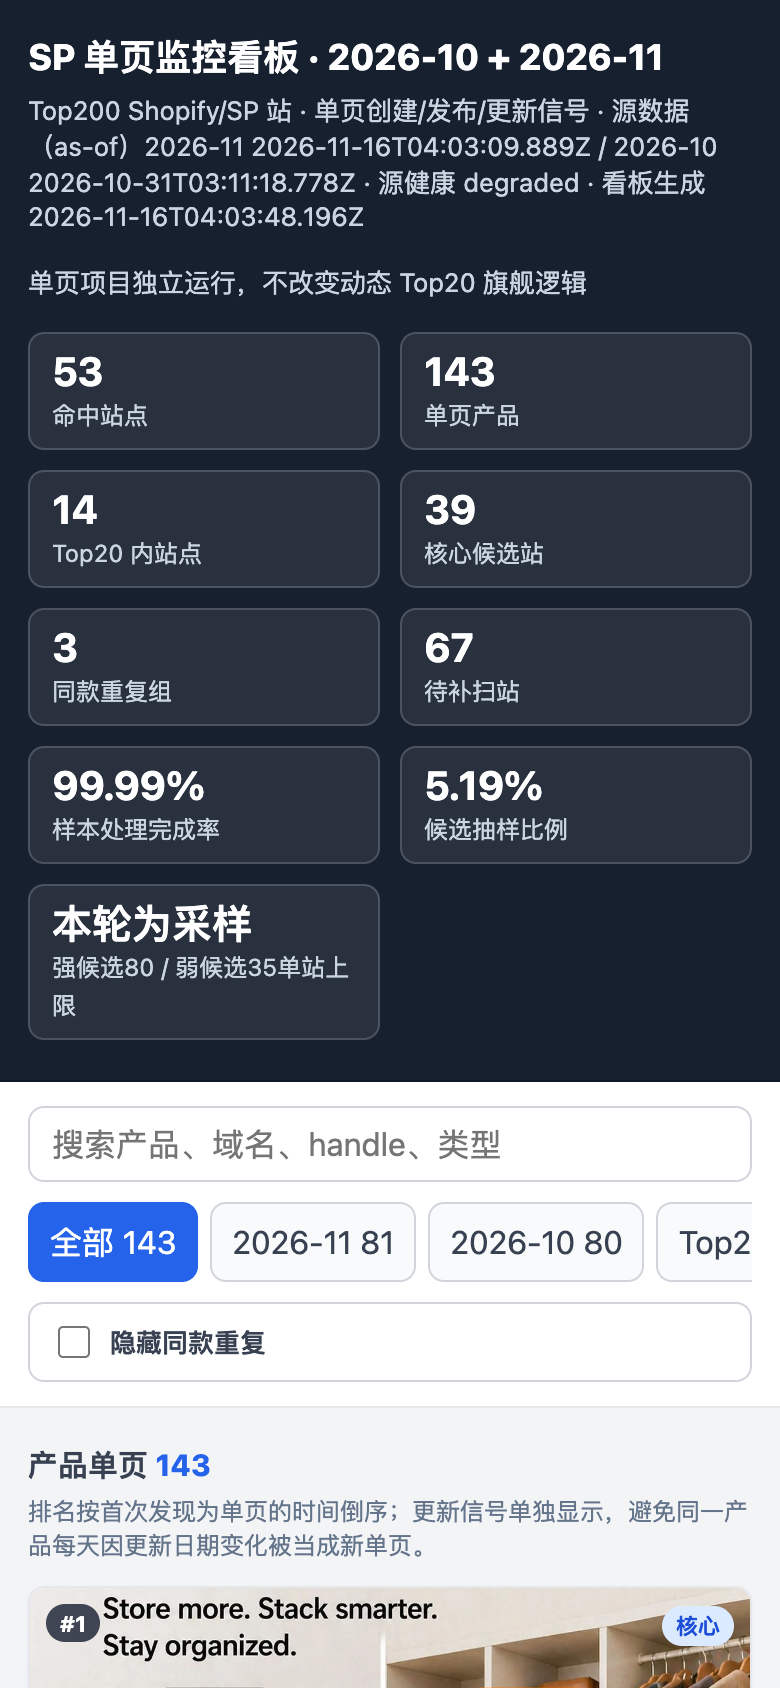 SP 单页监控看板 · 2026-10 + 2026-11
Top200 Shopify/SP 站 · 单页创建/发布/更新信号 · 源数据
（as-of）2026-11 2026-11-16T04:03:09.889Z / 2026-10
2026-10-31T03:11:18.778Z · 源健康 degraded · 看板生成
2026-11-16T04:03:48.196Z
单页项目独立运行，不改变动态 Top20 旗舰逻辑
53
命中站点
143
单页产品
14
Top20 内站点
39
核心候选站
3
同款重复组
67
待补扫站
99.99%
样本处理完成率
5.19%
候选抽样比例
本轮为采样
强候选80 / 弱候选35单站上
限
搜索产品、域名、handle、类型
全部 143
2026-11 81
2026-10 80
Top2
隐藏同款重复
产品单页 143
排名按首次发现为单页的时间倒序；更新信号单独显示，避免同一产
品每天因更新日期变化被当成新单页。
#1
Store more. Stack smarter.
Stay organized.
核心